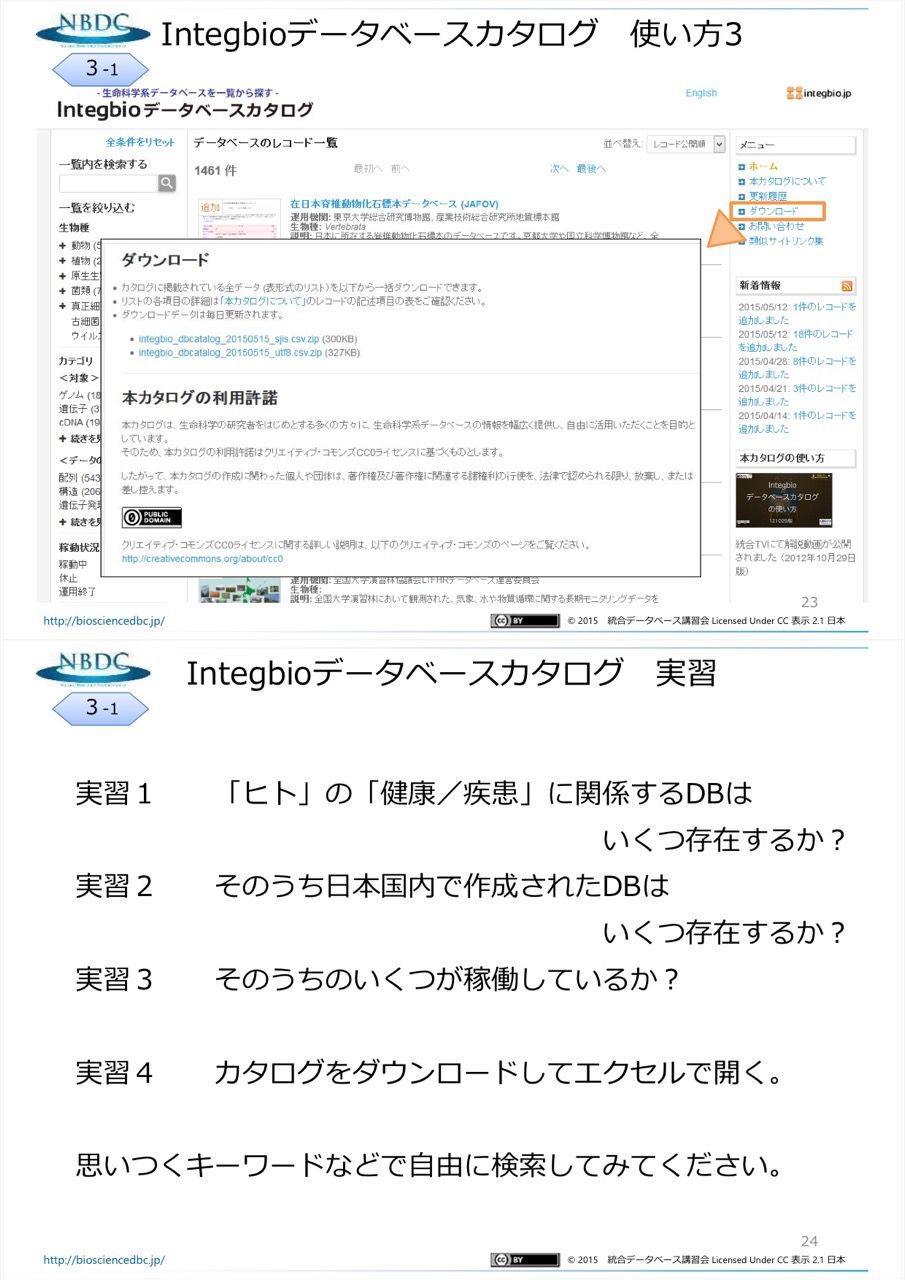 NBDC
Integbioデータベースカタログ　使い方3
３-1
- 生命科学系データベースを一覧から探す -
Integbioデータベースカタログ
English
integbio.jp
全条件をリセット
一覧内を検索する
一覧を絞り込む
生物種
動物 (5
植物 (2
原生生
菌類 (7
真正細
古細菌
ウイル
カテゴリ
＜対象＞
ゲノム (18
遺伝子 (3
cDNA (19
続きを見
＜データの
配列 (543
構造 (206
遺伝子発現
続きを見
稼動状況
稼動中
休止
運用終了
データベースのレコード一覧
並べ替え: レコード公開順
1461 件
最初へ 前へ
次へ 最後へ
追加
在日本脊椎動物化石標本データベース (JAFOV)
運用機関: 東京大学総合研究博物館, 産業技術総合研究所地質標本館
生物種: Vertebrata
説明: 日本に所在する脊椎動物化石標本のデータベースです。京都大学や国立科学博物館など、全
ダウンロード
カタログに掲載されている全データ (表形式のリスト)を以下から一括ダウンロードできます。
リストの各項目の詳細は「本カタログについて」のレコードの記述項目の表をご確認ください。
ダウンロードデータは毎日更新されます。
integbio_dbcatalog_20150515_sjis.csv.zip (300KB)
integbio_dbcatalog_20150515_utf8.csv.zip (327KB)
本カタログの利用許諾
本カタログは、生命科学の研究者をはじめとする多くの方々に、生命科学系データベースの情報を幅広く提供し、自由に活用いただくことを目的と
しています。
そのため、本カタログの利用許諾はクリエイティブ・コモンズCC0ライセンスに基づくものとします。
したがって、本カタログの作成に関わった個人や団体は、著作権及び著作権に関連する諸権利の行使を、法律で認められる限り、放棄し、または
差し控えます。
PUBLIC
DOMAIN
クリエイティブ・コモンズCC0ライセンスに関する詳しい説明は、以下のクリエイティブ・コモンズのページをご覧ください。
http://creativecommons.org/about/cc0
運用機関: 全国大学演習林協議会LTFHRデータベース運営委員会
生物種:
説明: 全国大学演習林において観測された、気象、水や物質循環に関する長期モニタリングデータを
メニュー
ホーム
本カタログについて
更新履歴
ダウンロード
お問い合わせ
類似サイトリンク集
新着情報
2015/05/12: 1件のレコードを
追加しました
2015/05/12: 18件のレコード
を追加しました
2015/04/28: 8件のレコードを
追加しました
2015/04/21: 3件のレコードを
追加しました
2015/04/14: 1件のレコードを
追加しました
本カタログの使い方
Integbio
データベースカタログ
の使い方
統合TVにて解説動画が公開
されました (2012年10月29日
版)
23
http://biosciencedbc.jp/
cc BY
© 2015　統合データベース講習会 Licensed Under CC 表示 2.1 日本
NBDC
Integbioデータベースカタログ　実習
３-1
実習１　「ヒト」の「健康／疾患」に関係するDBは
いくつ存在するか？
実習２　そのうち日本国内で作成されたDBは
いくつ存在するか？
実習３　そのうちのいくつが稼働しているか？
実習４　カタログをダウンロードしてエクセルで開く。
思いつくキーワードなどで自由に検索してみてください。
24
http://biosciencedbc.jp/
cc BY
© 2015　統合データベース講習会 Licensed Under CC 表示 2.1 日本